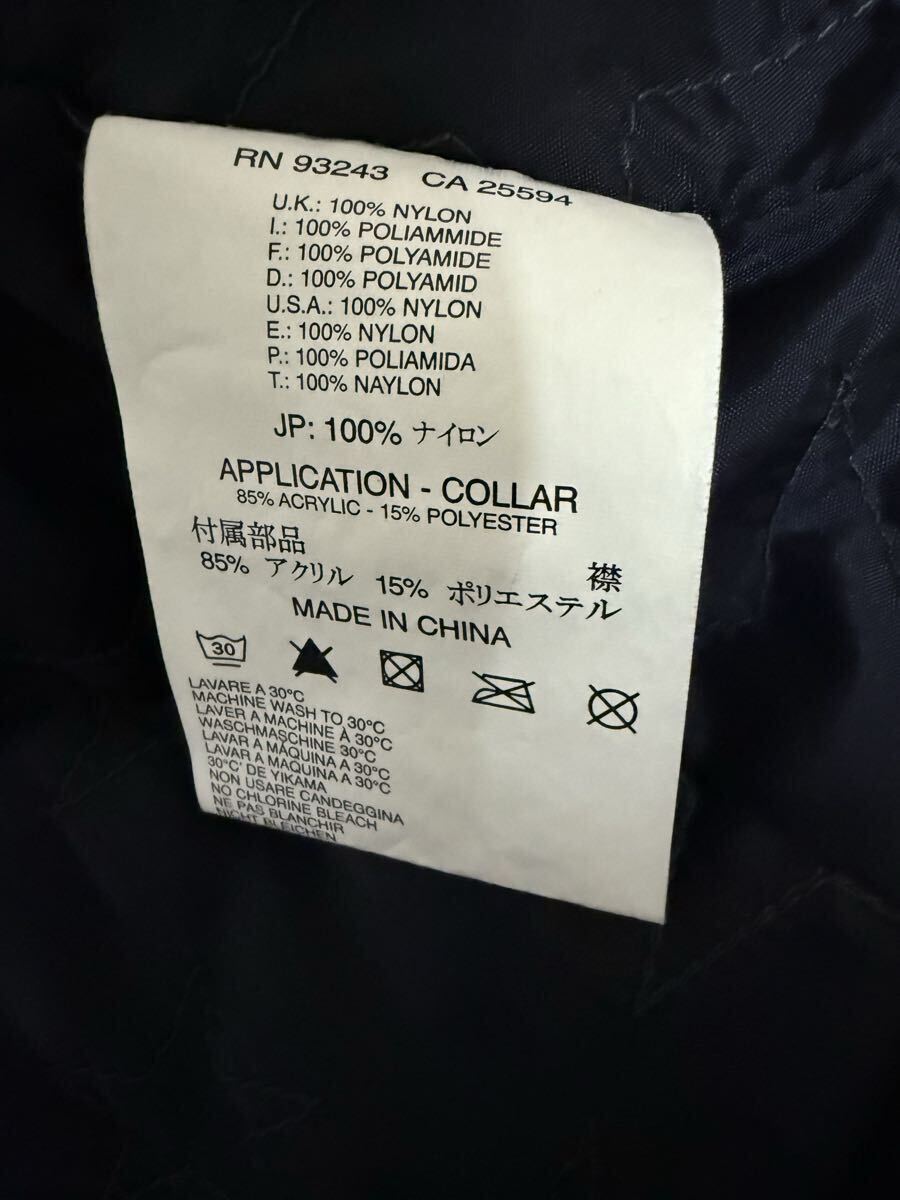 RN 93243 CA 25594
U.K.: 100% NYLON
I.: 100% POLIAMMIDE
F.: 100% POLYAMIDE
D.: 100% POLYAMID
U.S.A.: 100% NYLON
E.: 100% NYLON
P.: 100% POLIAMIDA
T.: 100% NAYLON
JP: 100% ナイロン
APPLICATION - COLLAR
85% ACRYLIC - 15% POLYESTER
付属部品 襟
85% アクリル 15% ポリエステル
MADE IN CHINA
30
LAVARE A 30°C
MACHINE WASH TO 30°C
LAVER A MACHINE À 30°C
WASCHMASCHINE 30°C
LAVAR A MÁQUINA A 30°C
LAVAR A MAQUINA A 30°C
30°C' DE YIKAMA
NON USARE CANDEGGINA
NO CHLORINE BLEACH
NE PAS BLANCHIR
NICHT BLEICHEN